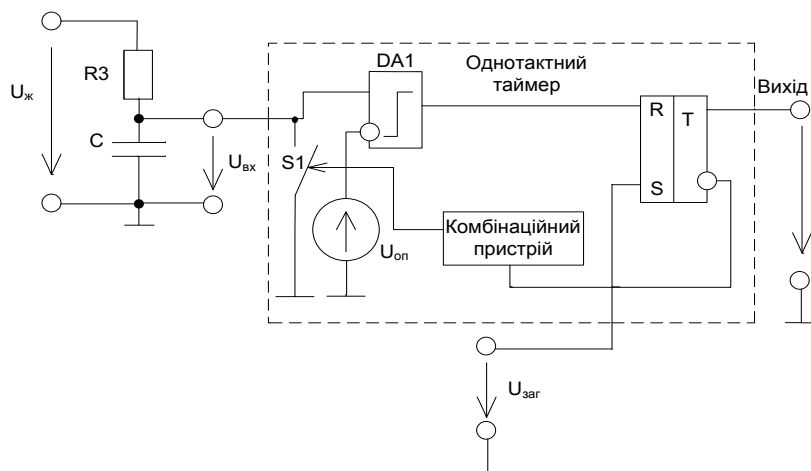 DA1
Однотактний
таймер
Вихід
R3
Uж
R
T
C
S1
Uвх
S
Комбінаційний
пристрій
Uоп
Uзаг